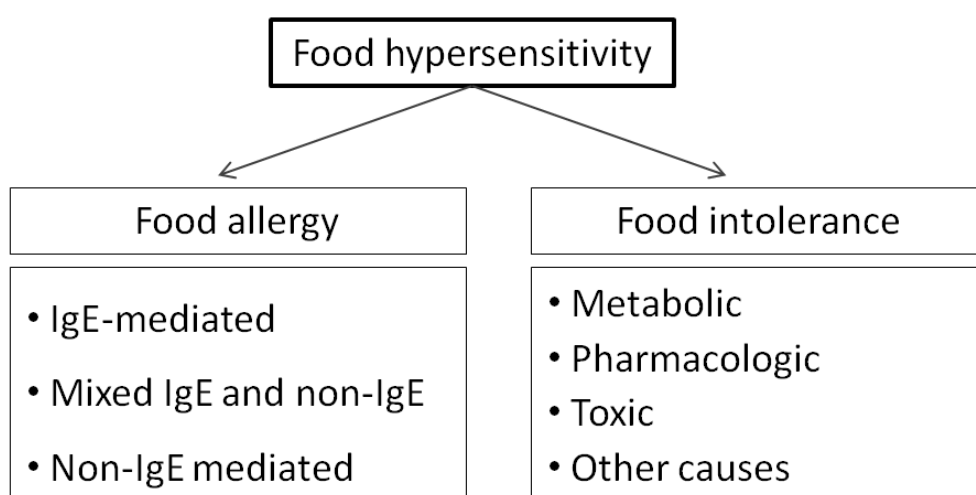 Food hypersensitivity
Food allergy
• IgE-mediated
• Mixed IgE and non-IgE
• Non-IgE mediated
Food intolerance
• Metabolic
• Pharmacologic
• Toxic
• Other causes